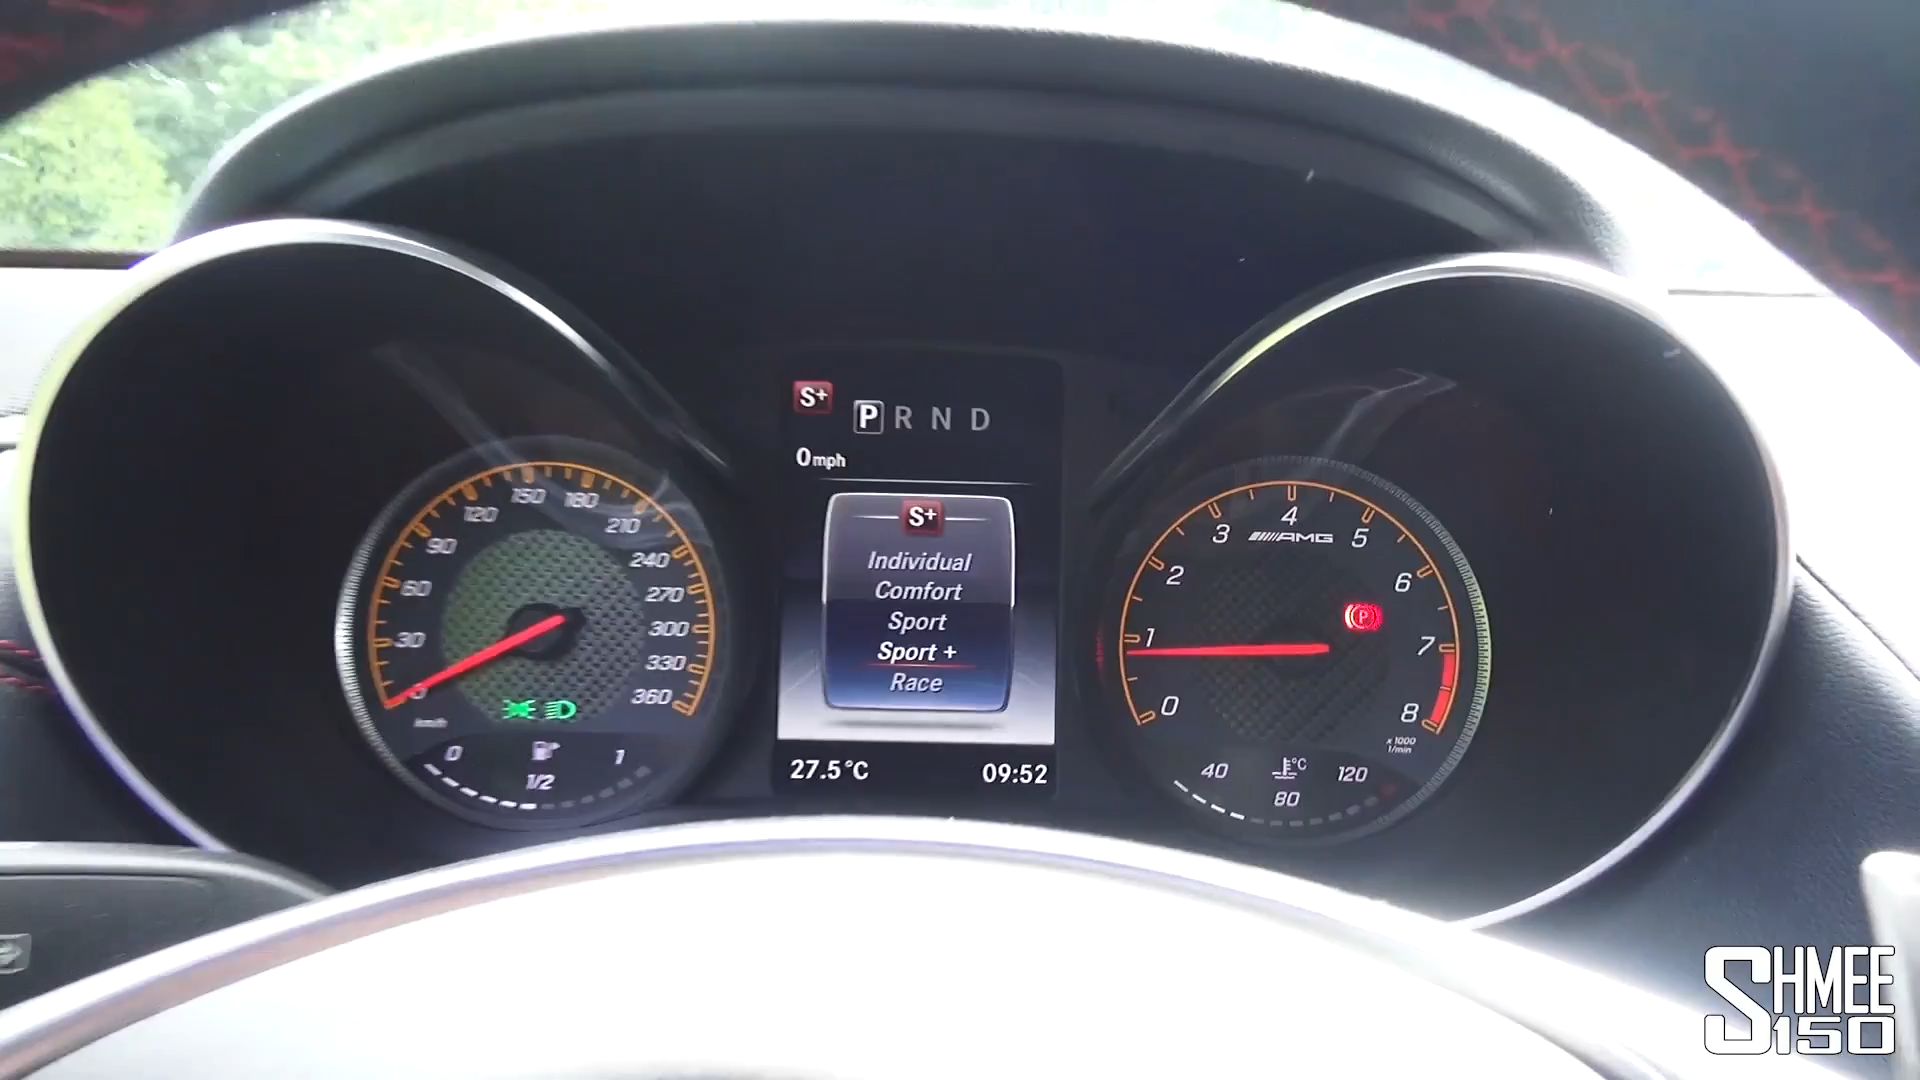 S+
P R N D
0mph
S+
Individual
Comfort
Sport
Sport +
Race
27.5°C 09:52
0 30 60 90 120 150 180 210 240 270 300 330 360
km/h
0 1/2 1
0 1 2 3 4 5 6 7 8
AMG
P
x 1000
1/min
40 80 120
°C
SHMEE
150